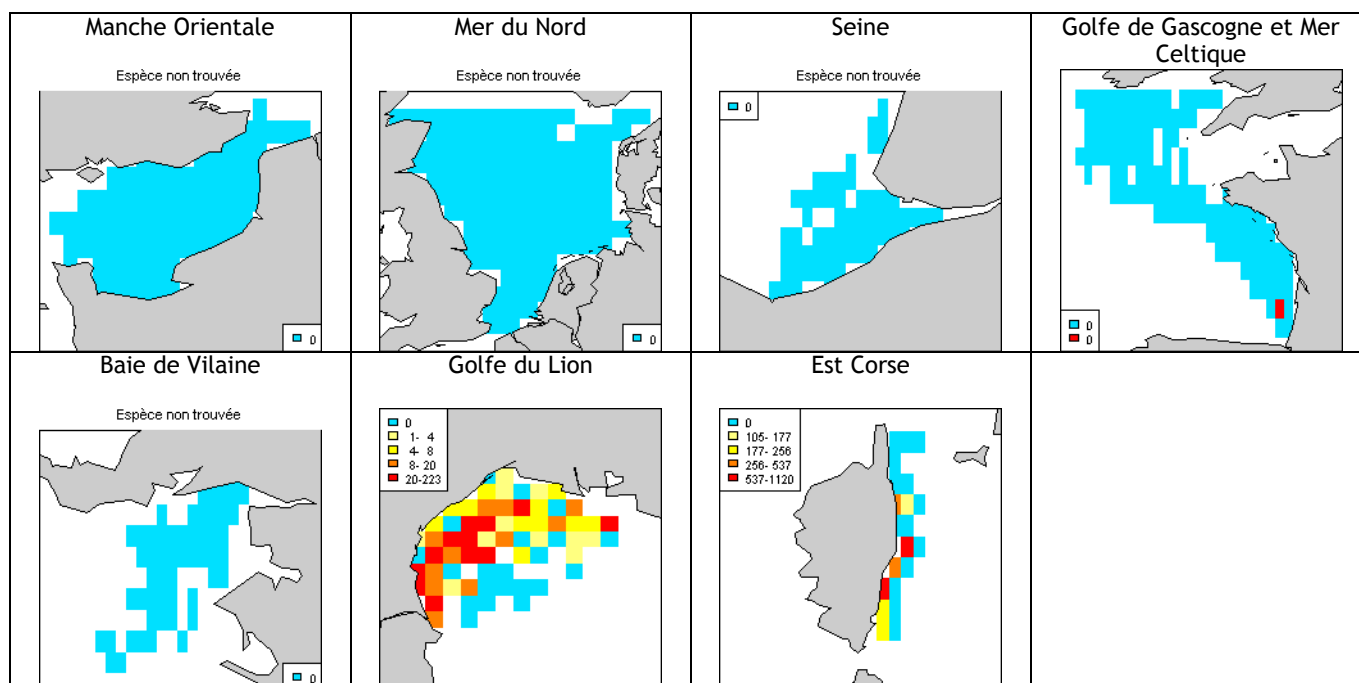 Manche Orientale
Espèce non trouvée
0
Mer du Nord
Espèce non trouvée
0
Seine
Espèce non trouvée
0
Golfe de Gascogne et Mer
Celtique
0
0
Baie de Vilaine
Espèce non trouvée
0
Golfe du Lion
0
1- 4
4- 8
8- 20
20-223
Est Corse
0
105- 177
177- 256
256- 537
537-1120